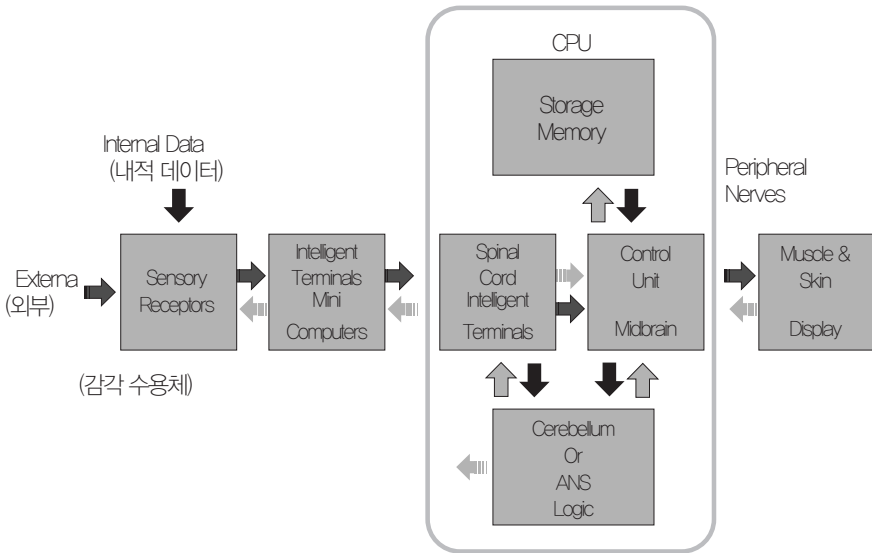 CPU
Storage
Memory
Internal Data
(내적 데이터)
Peripheral
Nerves
Externa
(외부)
Sensory
Receptors
Intelligent
Terminals
Mini
Computers
Spinal
Cord
Intelligent
Terminals
Control
Unit
Midbrain
Muscle &
Skin
Display
(감각 수용체)
Cerebellum
Or
ANS
Logic